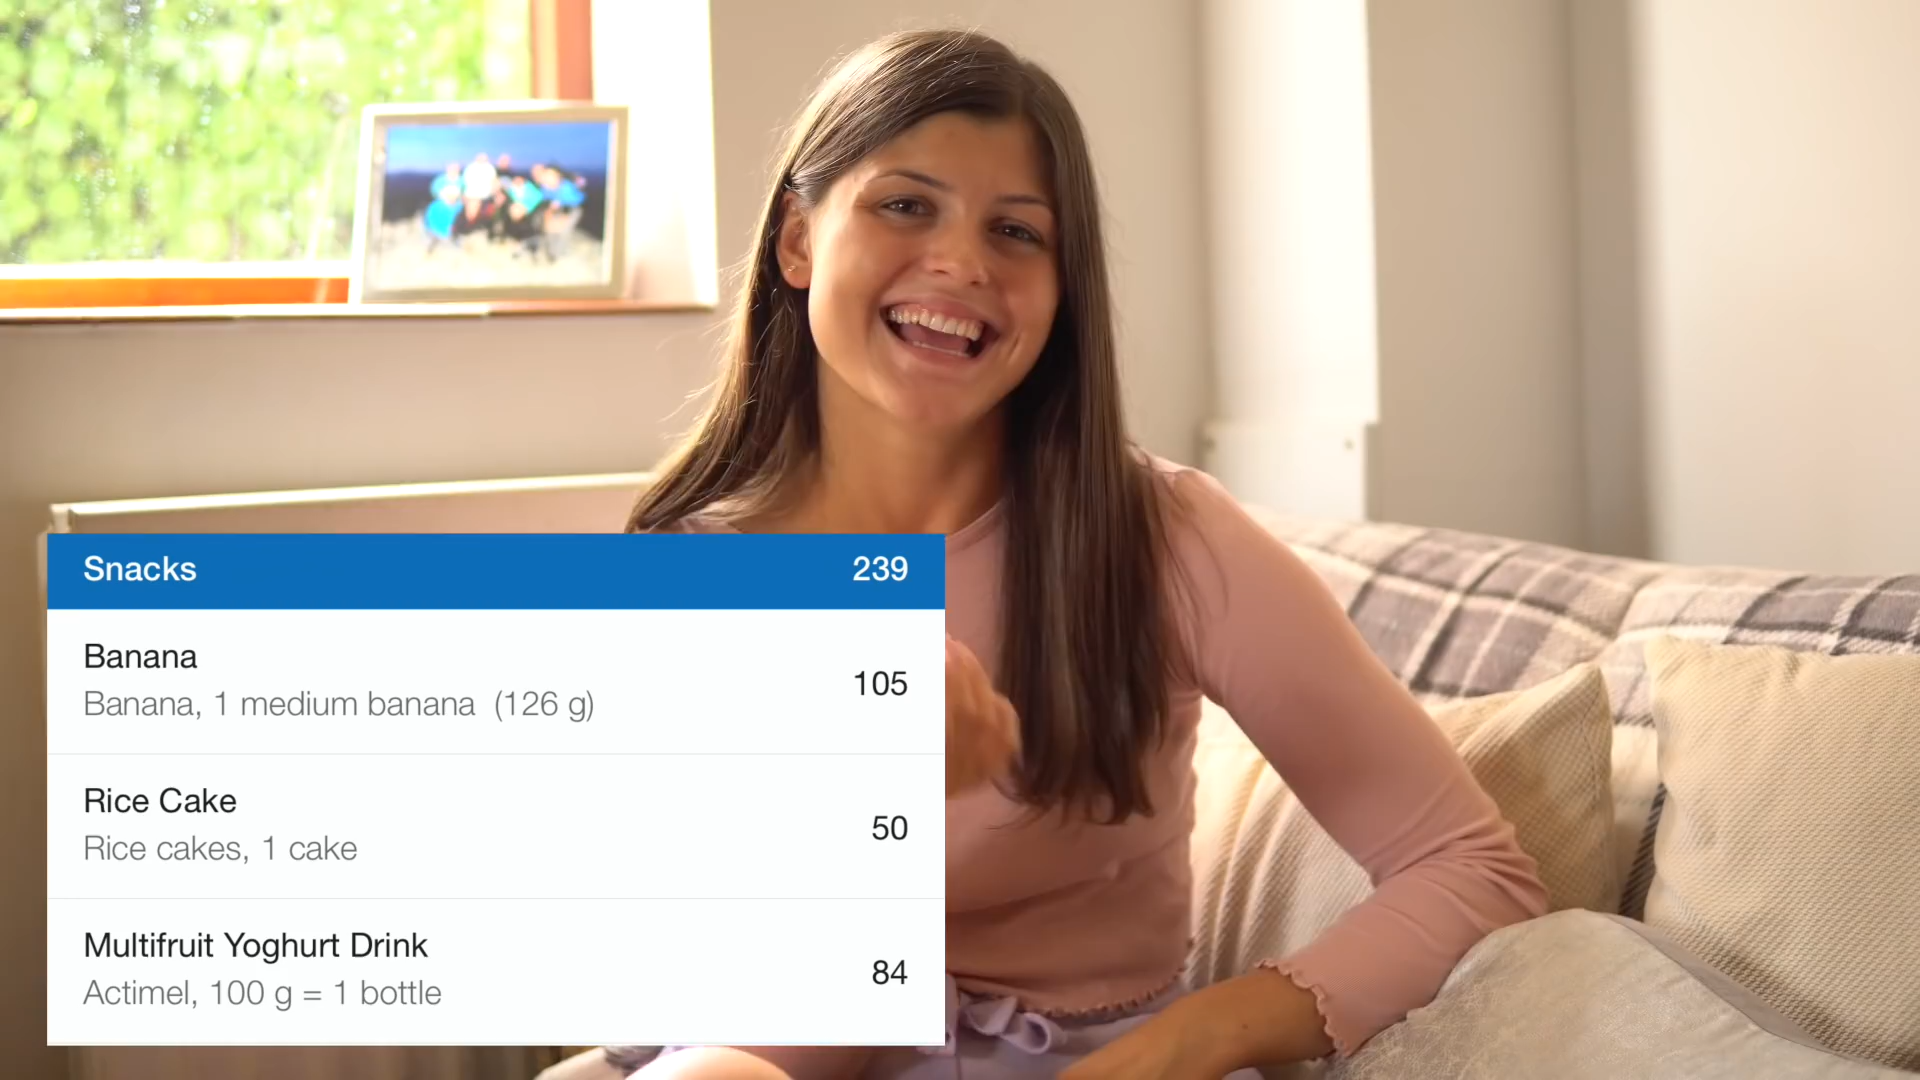 Snacks 239
Banana
Banana, 1 medium banana (126 g) 105
Rice Cake
Rice cakes, 1 cake 50
Multifruit Yoghurt Drink
Actimel, 100 g = 1 bottle 84